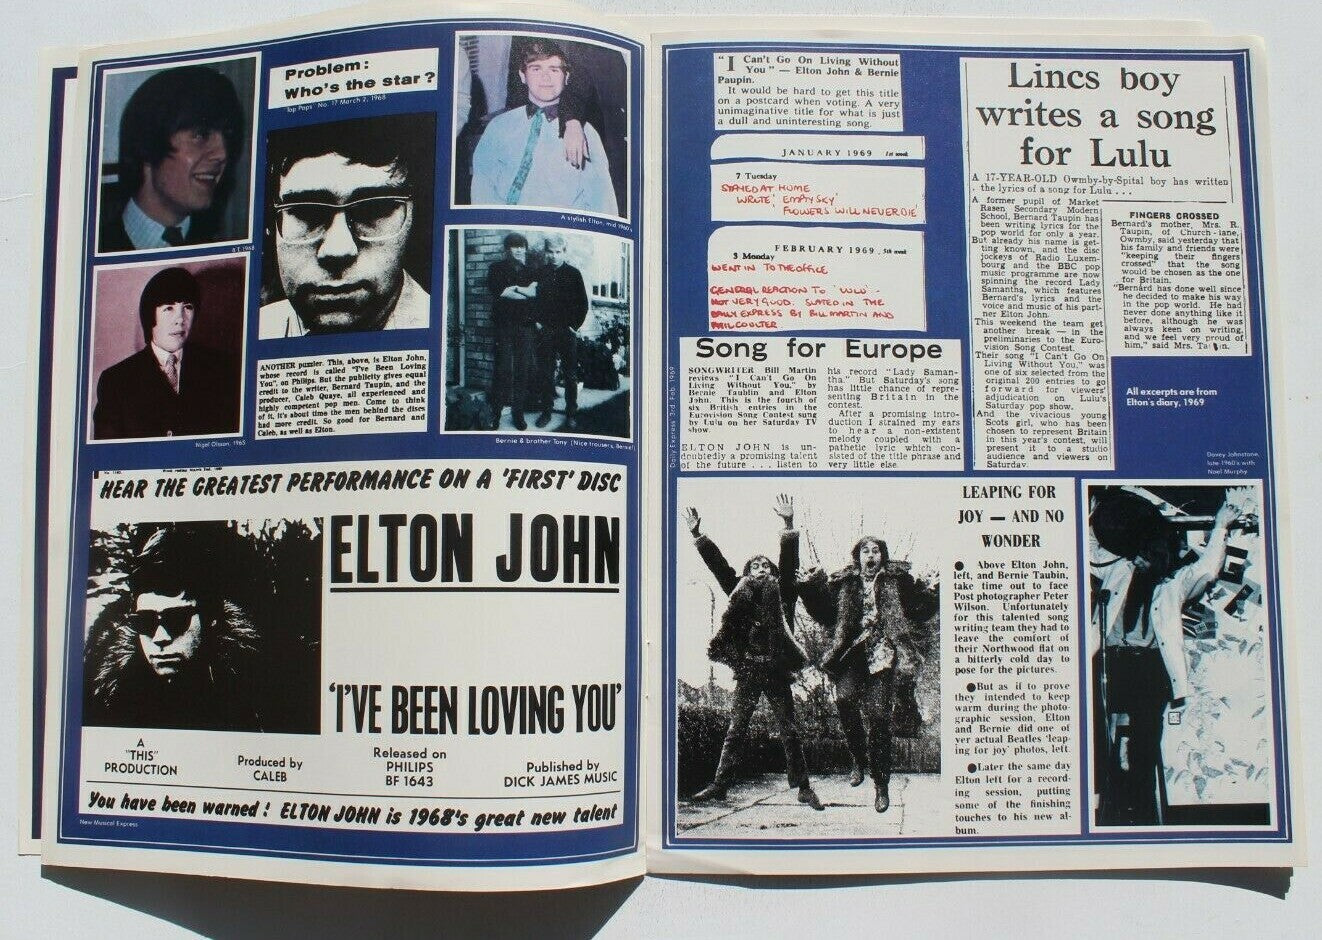 Problem:
Who's the star?
Top Pops No. 17 March 2, 1968
B T 1968
A stylish Elton, mid 1960's
ANOTHER puzzler. This, above, is Elton John,
whose record is called "I've Been Loving
You", on Philips. But the publicity gives equal
credit to the writer, Bernard Taupin, and the
producer, Caleb Quaye, all experienced and
highly competent pop men. Come to think
of it, it's about time the men behind the discs
had more credit. So good for Bernard and
Caleb, as well as Elton.
Nigel Olsson, 1965
Bernie & brother Tony (Nice trousers, Bernie!)
HEAR THE GREATEST PERFORMANCE ON A 'FIRST' DISC
ELTON JOHN
'I'VE BEEN LOVING YOU'
A
"THIS"
PRODUCTION
Produced by
CALEB
Released on
PHILIPS
BF 1643
Published by
DICK JAMES MUSIC
You have been warned! ELTON JOHN is 1968's great new talent
New Musical Express
"I Can't Go On Living Without
You" — Elton John & Bernie
Paupin.
It would be hard to get this title
on a postcard when voting. A very
unimaginative title for what is just
a dull and uninteresting song.
JANUARY 1969 1st week
7 Tuesday
STAYED AT HOME
WROTE 'EMPTY SKY'
'FLOWERS WILL NEVER DIE'
FEBRUARY 1969 5th week
3 Monday
WENT IN TO THE OFFICE
GENERAL REACTION TO 'LULU' -
NOT VERY GOOD. SLATED IN THE
DAILY EXPRESS BY BILL MARTIN AND
PHIL COULTER
Song for Europe
Daily Express 3rd Feb. 1969
SONGWRITER Bill Martin
reviews "I Can't Go On
Living Without You," by
Bernie Taublin and Elton
John. This is the fourth of
six British entries in the
Eurovision Song Contest sung
by Lulu on her Saturday TV
show.
ELTON JOHN is un-
doubtedly a promising talent
of the future . . . listen to
his record "Lady Saman-
tha." But Saturday's song
has little chance of repre-
senting Britain in the
contest.
After a promising intro-
duction I strained my ears
to hear a non-existent
melody coupled with a
pathetic lyric which con-
sisted of the title phrase and
very little else.
Lincs boy
writes a song
for Lulu
A 17-YEAR-OLD Owmby-by-Spital boy has written
the lyrics of a song for Lulu . . .
A former pupil of Market
Rasen Secondary Modern
School, Bernard Taupin has
been writing lyrics for the
pop world for only a year.
But already his name is get-
ting known, and the disc
jockeys of Radio Luxem-
bourg and the BBC pop
music programme are now
spinning the record Lady
Samantha, which features
Bernard's lyrics and the
voice and music of his part-
ner Elton John.
This weekend the team get
another break — in the
preliminaries to the Euro-
vision Song Contest.
Their song "I Can't Go On
Living Without You," was
one of six selected from the
original 200 entries to go
forward for viewers'
adjudication on Lulu's
Saturday pop show.
And the vivacious young
Scots girl, who has been
chosen to represent Britain
in this year's contest, will
present it to a studio
audience and viewers on
Saturday.
FINGERS CROSSED
Bernard's mother, Mrs. R.
Taupin, of Church-lane,
Owmby, said yesterday that
his family and friends were
"keeping their fingers
crossed" that the song
would be chosen as the one
for Britain.
"Bernard has done well since
he decided to make his way
in the pop world. He had
never done anything like it
before, although he was
always keen on writing,
and we feel very proud of
him," said Mrs. Taupin.
All excerpts are from
Elton's diary, 1969
Davey Johnstone,
late 1960's with
Noel Murphy
LEAPING FOR
JOY — AND NO
WONDER
● Above Elton John,
left, and Bernie Taubin,
take time out to face
Post photographer Peter
Wilson. Unfortunately
for this talented song
writing team they had to
leave the comfort of
their Northwood flat on
a bitterly cold day to
pose for the pictures.
●But as if to prove
they intended to keep
warm during the photo-
graphic session, Elton
and Bernie did one of
yer actual Beatles 'leap-
ing for joy' photos, left.
●Later the same day
Elton left for a record-
ing session, putting
some of the finishing
touches to his new al-
bum.